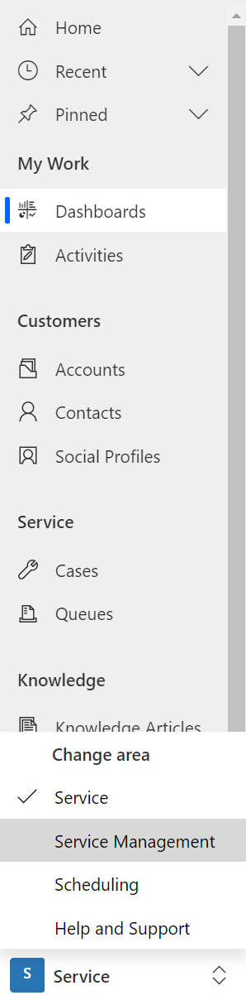 Home
Recent
Pinned
My Work
Dashboards
Activities
Customers
Accounts
Contacts
Social Profiles
Service
Cases
Queues
Knowledge
Knowledge Articles
Change area
Service
Service Management
Scheduling
Help and Support
S Service